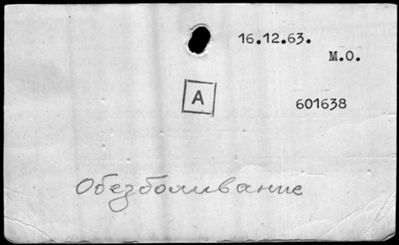 16.12.63.
М.О.
А
601638
Обезболивание